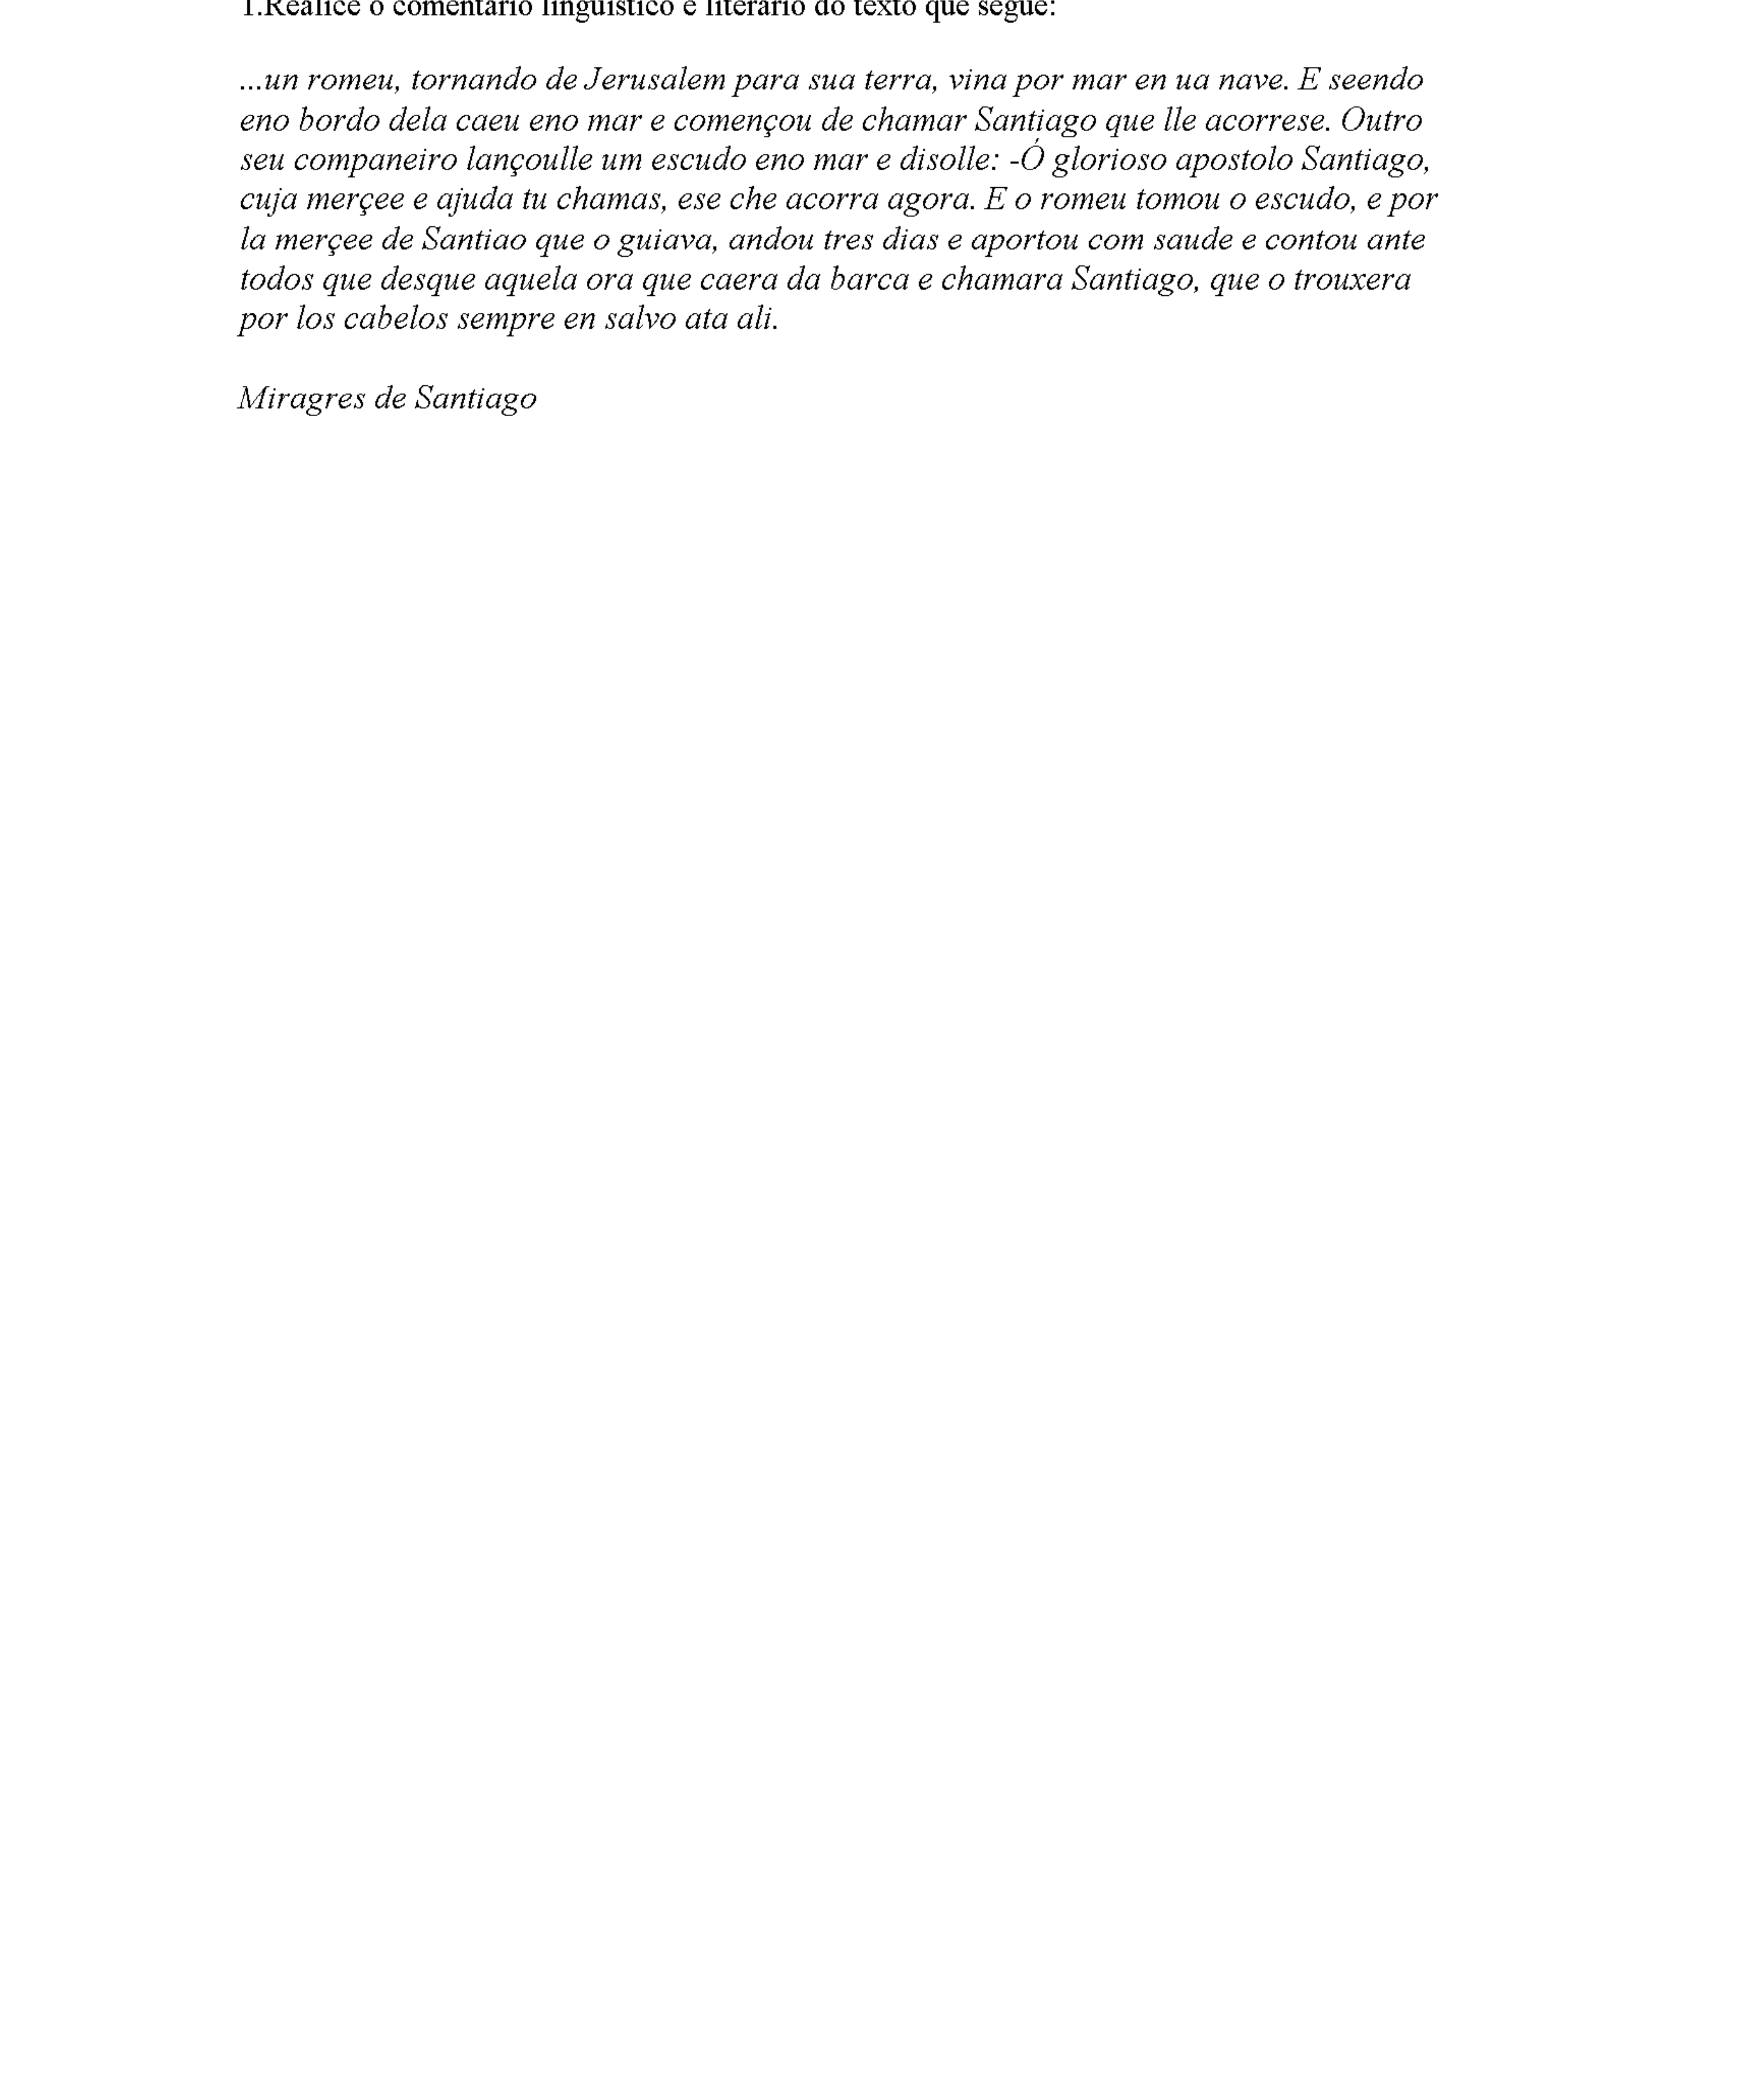 1.Realice o comentario lingüístico e literario do texto que segue:
...un romeu, tornando de Jerusalem para sua terra, vina por mar en ua nave. E seendo
eno bordo dela caeu eno mar e començou de chamar Santiago que lle acorrese. Outro
seu companeiro lançoulle um escudo eno mar e disolle: -Ó glorioso apostolo Santiago,
cuja merçee e ajuda tu chamas, ese che acorra agora. E o romeu tomou o escudo, e por
la merçee de Santiao que o guiava, andou tres dias e aportou com saude e contou ante
todos que desque aquela ora que caera da barca e chamara Santiago, que o trouxera
por los cabelos sempre en salvo ata ali.
Miragres de Santiago